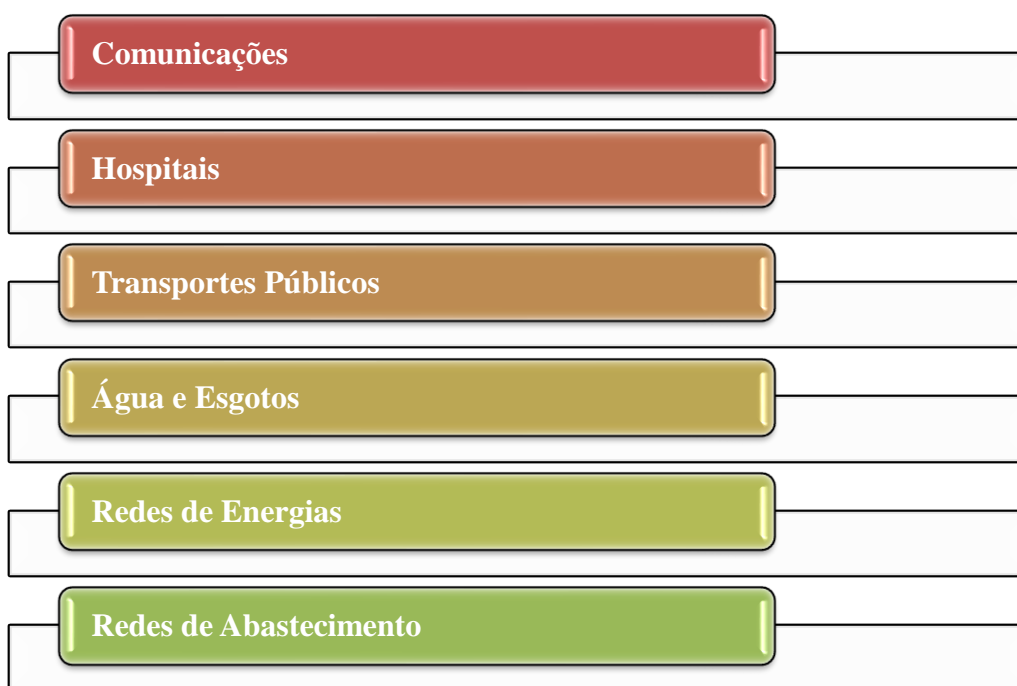 Comunicações
Hospitais
Transportes Públicos
Água e Esgotos
Redes de Energias
Redes de Abastecimento